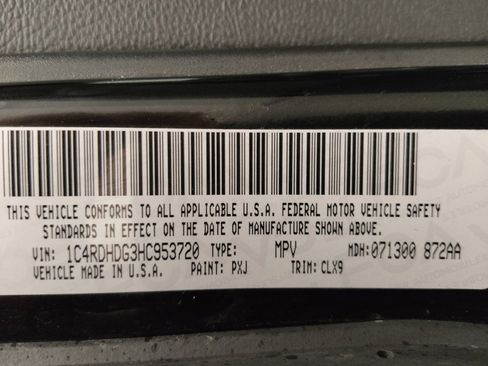 THIS VEHICLE CONFORMS TO ALL APPLICABLE U.S.A. FEDERAL MOTOR VEHICLE SAFETY
STANDARDS IN EFFECT ON THE DATE OF MANUFACTURE SHOWN ABOVE.
VIN: 1C4RDHDG3HC953720 TYPE: MPV MDH: 071300 872AA
VEHICLE MADE IN U.S.A. PAINT: PXJ TRIM: CLX9